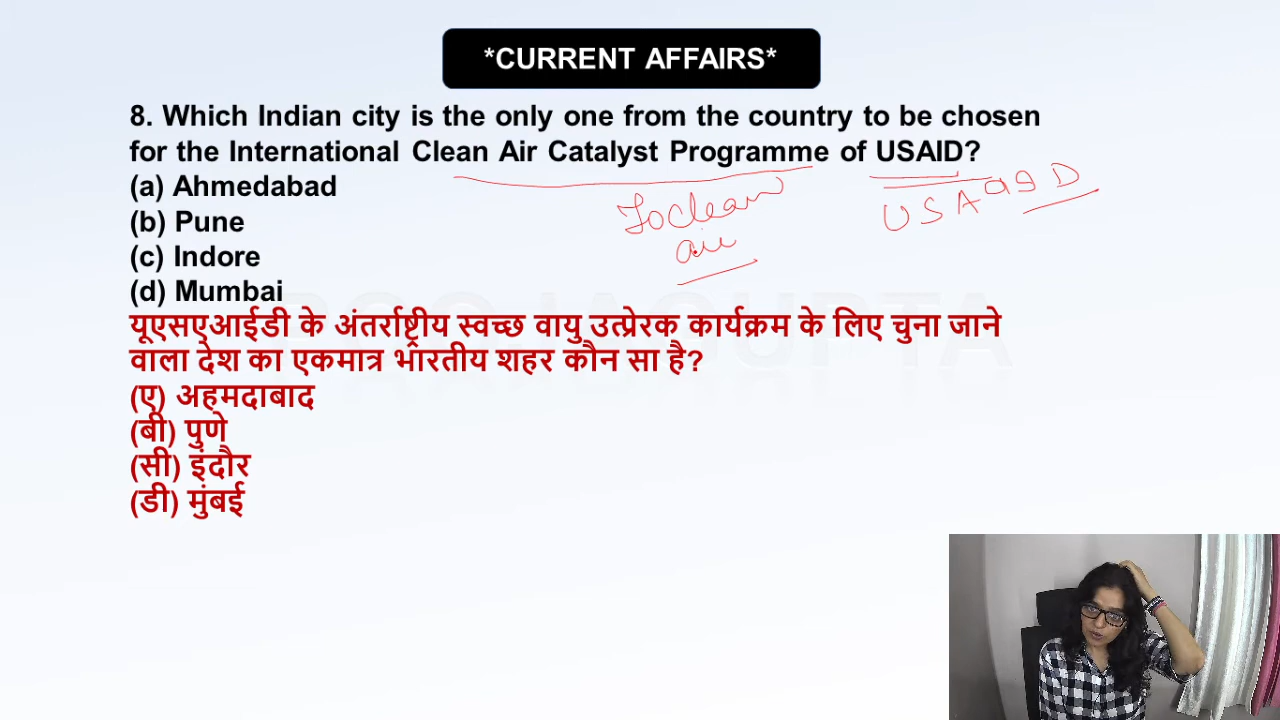 *CURRENT AFFAIRS*
8. Which Indian city is the only one from the country to be chosen
for the International Clean Air Catalyst Programme of USAID?
(a) Ahmedabad
(b) Pune
(c) Indore
(d) Mumbai
To clean
air
USA aid
यूएसएआईडी के अंतर्राष्ट्रीय स्वच्छ वायु उत्प्रेरक कार्यक्रम के लिए चुना जाने
वाला देश का एकमात्र भारतीय शहर कौन सा है?
(ए) अहमदाबाद
(बी) पुणे
(सी) इंदौर
(डी) मुंबई